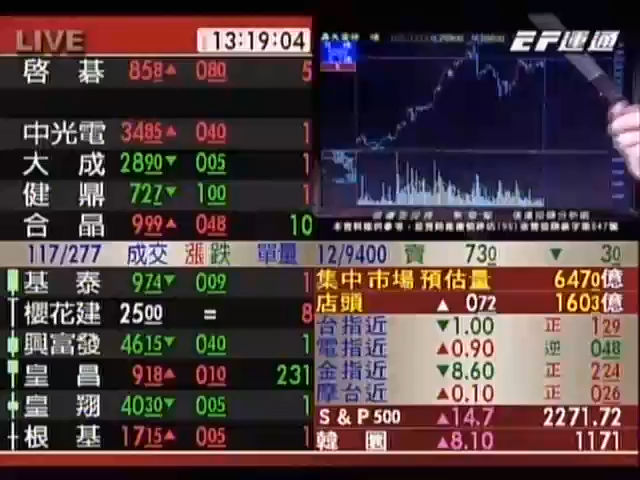 LIVE 13:19:04
EF 運通
啓碁 858▲ 080 5
中光電 3485▲ 040 1
大成 2890▼ 005 1
健鼎 727▼ 100 1
合晶 999▲ 048 10
117/277 成交 漲跌 單量 12/9400 賣 730 ▼ 30
基泰 974▼ 009 1
櫻花建 2500 = 8
興富發 4615▼ 040 1
皇昌 918▲ 010 231
皇翔 4030▼ 005 1
根基 1715▲ 005 1
集中市場預估量 6470億
店頭 ▲ 072 1603億
台指近 ▼1.00 正 129
電指近 ▲0.90 逆 048
金指近 ▼8.60 正 224
摩台近 ▲0.10 正 026
S&P500 ▲14.7 2271.72
韓圜 ▲8.10 1171